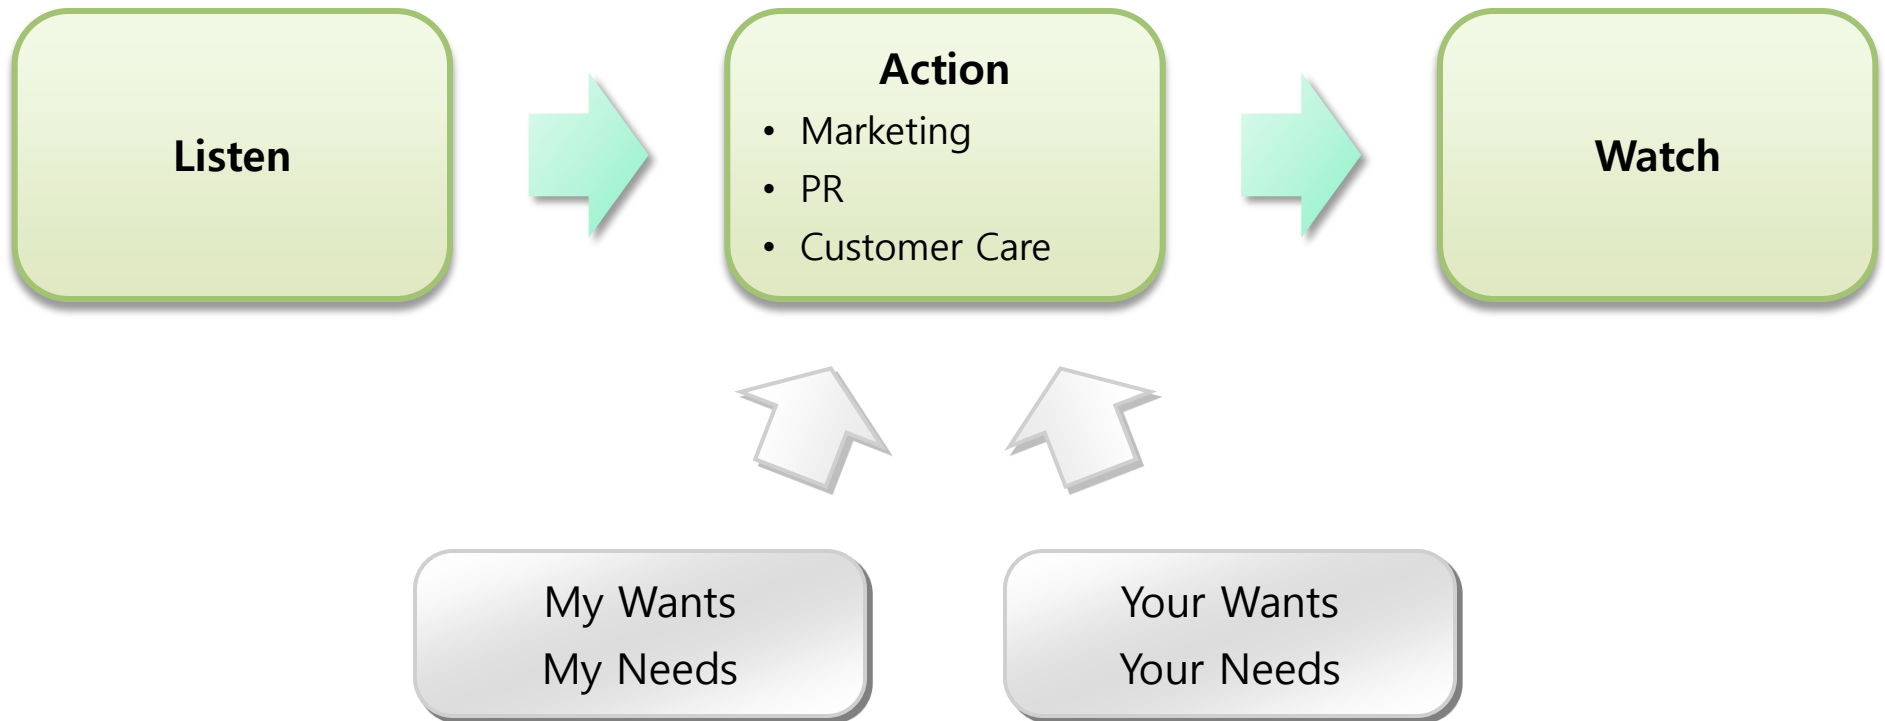 Listen
Action
• Marketing
• PR
• Customer Care
Watch
My Wants
My Needs
Your Wants
Your Needs